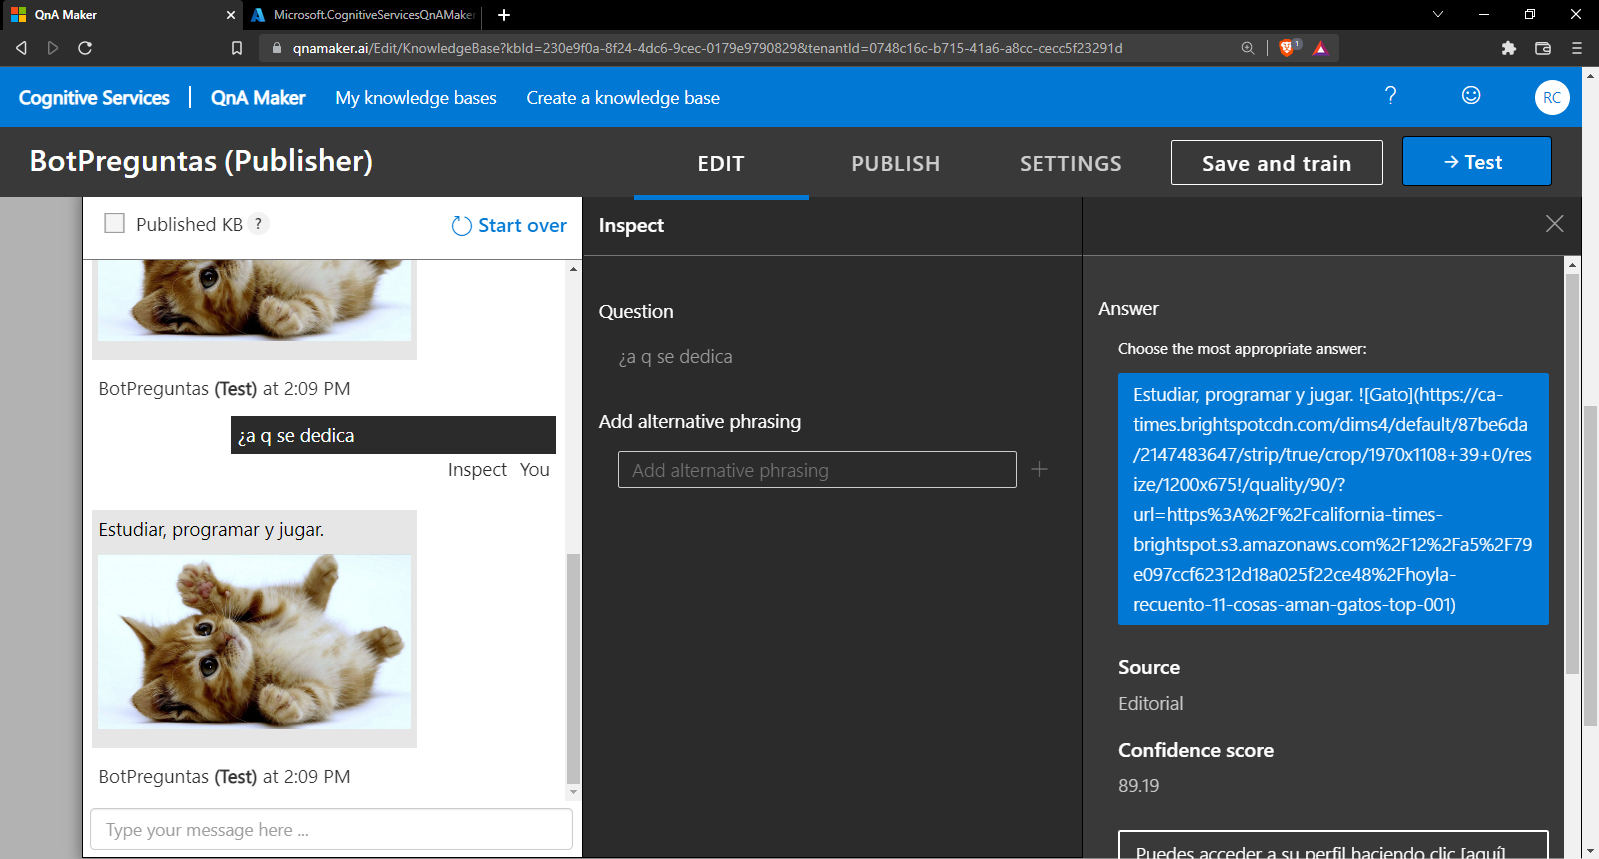 QnA Maker
Microsoft.CognitiveServicesQnAMake
qnamaker.ai/Edit/KnowledgeBase?kbId=230e9f0a-8f24-4dc6-9cec-0179e9790829&tenantId=0748c16c-b715-41a6-a8cc-cecc5f23291d
1
Cognitive Services
QnA Maker
My knowledge bases
Create a knowledge base
?
RC
BotPreguntas (Publisher)
EDIT
PUBLISH
SETTINGS
Save and train
→ Test
Published KB ?
Start over
BotPreguntas (Test) at 2:09 PM
¿a q se dedica
Inspect You
Estudiar, programar y jugar.
BotPreguntas (Test) at 2:09 PM
Type your message here ...
Inspect
Question
¿a q se dedica
Add alternative phrasing
Add alternative phrasing
Answer
Choose the most appropriate answer:
Estudiar, programar y jugar. ![Gato](https://ca-
times.brightspotcdn.com/dims4/default/87be6da
/2147483647/strip/true/crop/1970x1108+39+0/res
ize/1200x675!/quality/90/?
url=https%3A%2F%2Fcalifornia-times-
brightspot.s3.amazonaws.com%2F12%2Fa5%2F79
e097ccf62312d18a025f22ce48%2Fhoyla-
recuento-11-cosas-aman-gatos-top-001)
Source
Editorial
Confidence score
89.19
Puedes acceder a su perfil haciendo clic [aquí]